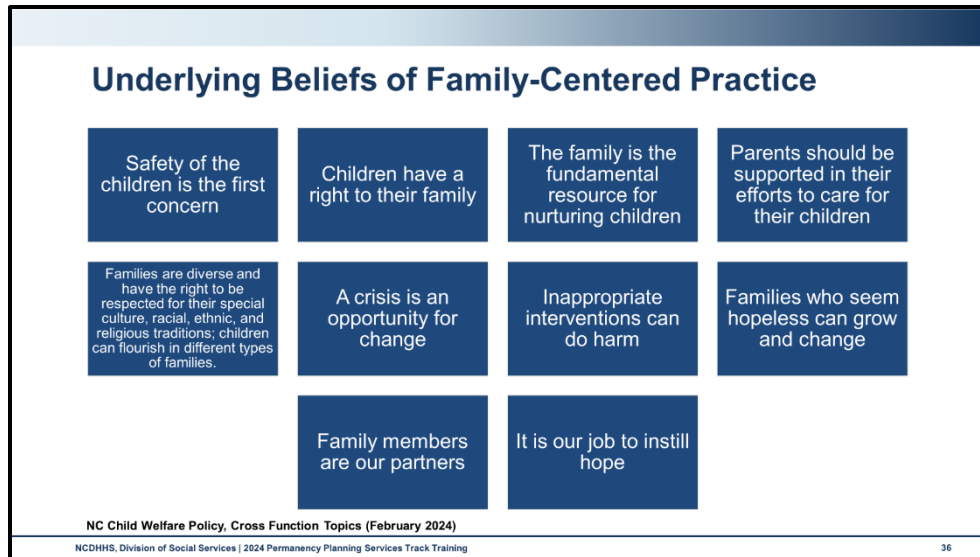 Underlying Beliefs of Family-Centered Practice
Safety of the
children is the first
concern
Children have a
right to their family
The family is the
fundamental
resource for
nurturing children
Parents should be
supported in their
efforts to care for
their children
Families are diverse and
have the right to be
respected for their special
culture, racial, ethnic, and
religious traditions; children
can flourish in different types
of families.
A crisis is an
opportunity for
change
Inappropriate
interventions can
do harm
Families who seem
hopeless can grow
and change
Family members
are our partners
It is our job to instill
hope
NC Child Welfare Policy, Cross Function Topics (February 2024)
NCDHHS, Division of Social Services | 2024 Permanency Planning Services Track Training
36